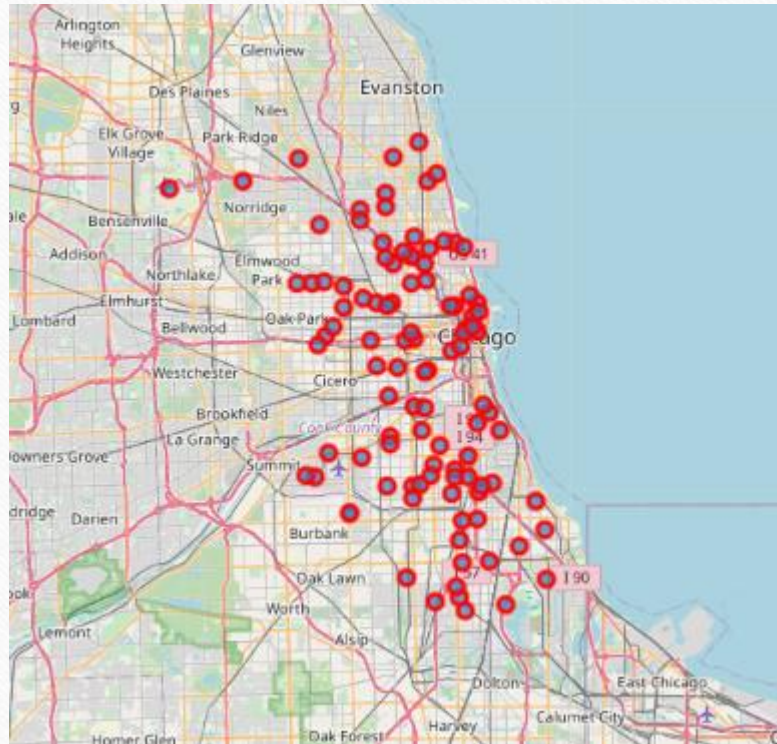 Arlington
Heights
Glenview
Evanston
Des Plaines
Niles
Elk Grove
Village
Park Ridge
Norridge
Bensenville
Addison
Elmwood
Park
Northlake
Elmhurst
Lombard
Bellwood
Oak Park
Westchester
Cicero
Brookfield
Cook County
La Grange
I 94
Summit
Downers Grove
Darien
Burbank
Oak Lawn
I 90
Worth
Lemont
Alsip
Dolton
East Chicago
Calumet City
Harvey
Oak Forest
Homer Glen